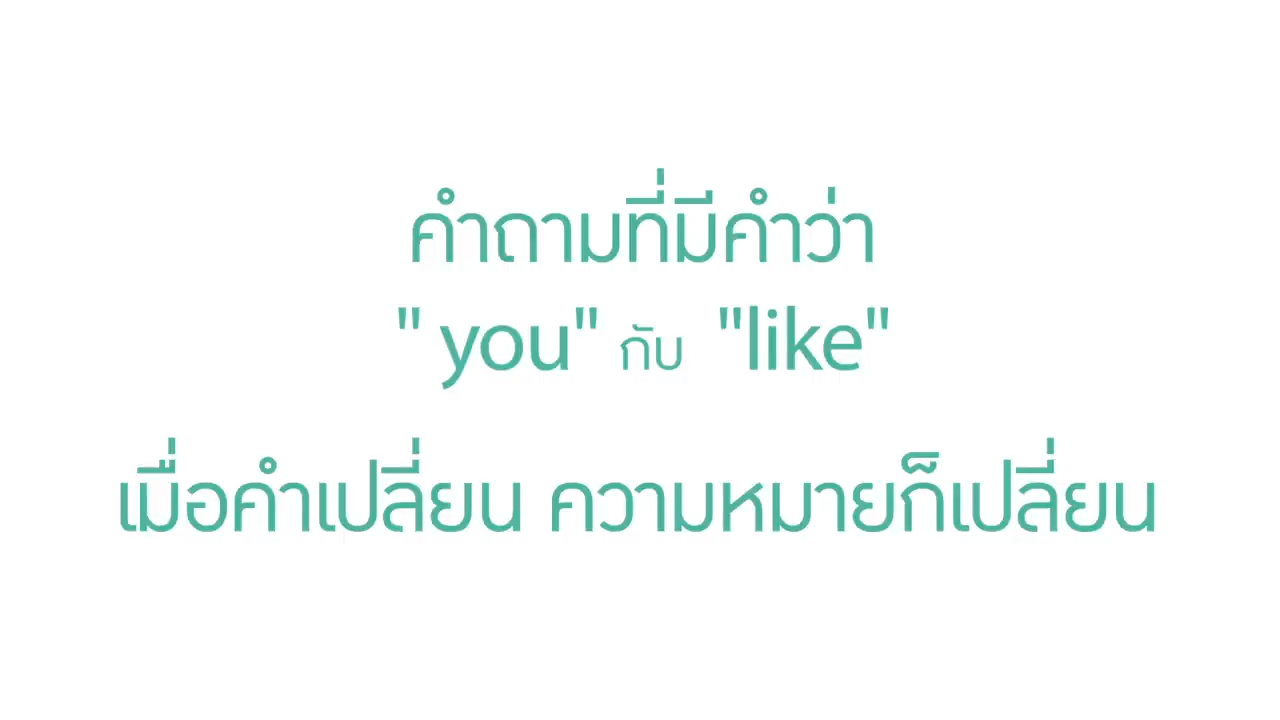 คำถามที่มีคำว่า
" you" กับ "like"
เมื่อคำเปลี่ยน ความหมายก็เปลี่ยน